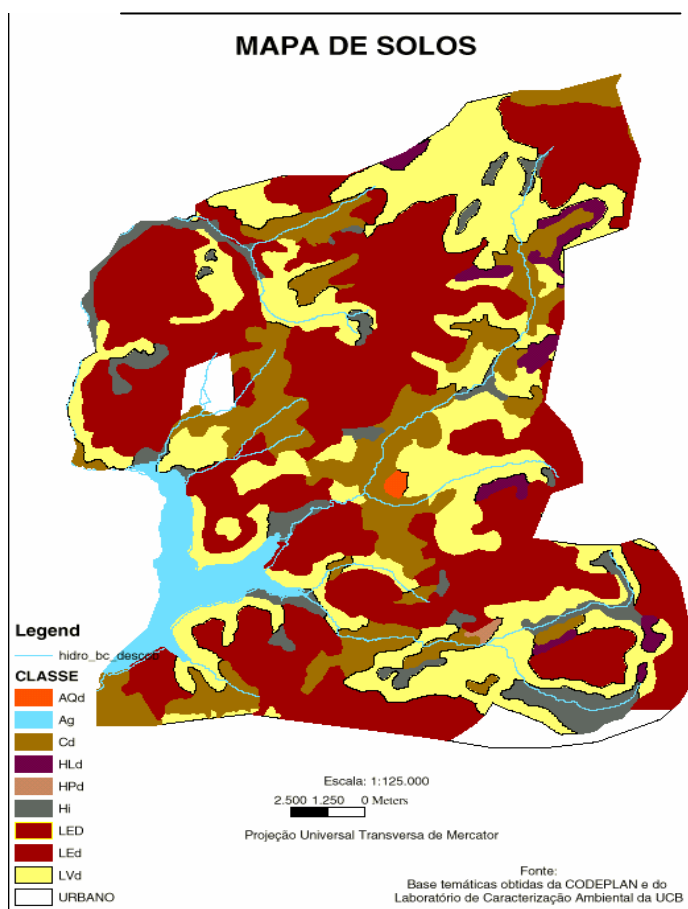 MAPA DE SOLOS
Legend
hidro_bc_descob
CLASSE
AQd
Ag
Cd
HLd
HPd
Hi
LED
LEd
LVd
URBANO
Escala: 1:125.000
2.500 1.250 0 Meters
Projeção Universal Transversa de Mercator
Fonte:
Base temáticas obtidas da CODEPLAN e do
Laboratório de Caracterização Ambiental da UCB